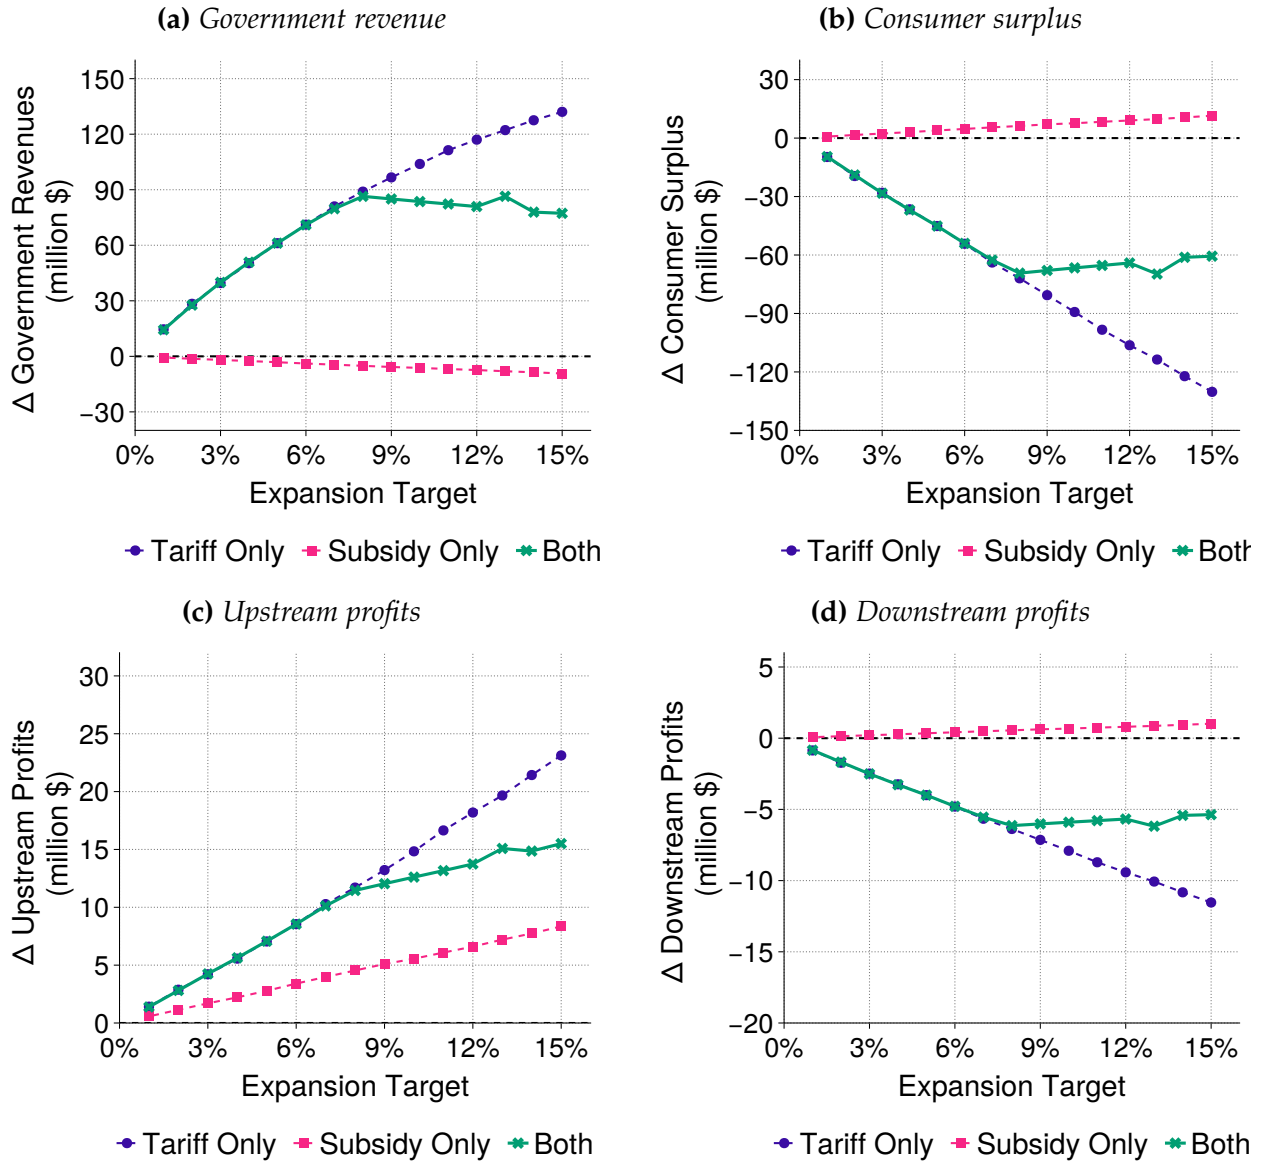 (a) Government revenue
Δ Government Revenues
(million $)
150
120
90
60
30
0
−30
0% 3% 6% 9% 12% 15%
Expansion Target
Tariff Only Subsidy Only Both
(b) Consumer surplus
Δ Consumer Surplus
(million $)
30
0
−30
−60
−90
−120
−150
0% 3% 6% 9% 12% 15%
Expansion Target
Tariff Only Subsidy Only Both
(c) Upstream profits
Δ Upstream Profits
(million $)
30
25
20
15
10
5
0
0% 3% 6% 9% 12% 15%
Expansion Target
Tariff Only Subsidy Only Both
(d) Downstream profits
Δ Downstream Profits
(million $)
5
0
−5
−10
−15
−20
0% 3% 6% 9% 12% 15%
Expansion Target
Tariff Only Subsidy Only Both